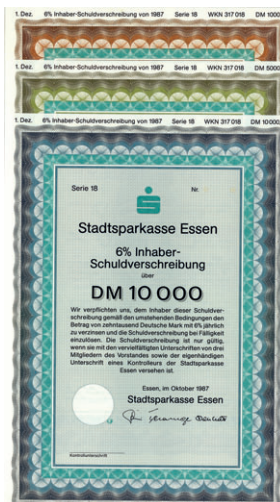 1. Dez. 6% Inhaber-Schuldverschreibung von 1987 Serie 18 WKN 317 018 DM 1000
1. Dez. 6% Inhaber-Schuldverschreibung von 1987 Serie 18 WKN 317 018 DM 5000
1. Dez. 6% Inhaber-Schuldverschreibung von 1987 Serie 18 WKN 317 018 DM 10000
Serie 18 Nr.
Stadtsparkasse Essen
6% Inhaber-
Schuldverschreibung
über
DM 10 000
Wir verpflichten uns, dem Inhaber dieser Schuldver-
schreibung gemäß den umstehenden Bedingungen den
Betrag von zehntausend Deutsche Mark mit 6% jährlich
zu verzinsen und die Schuldverschreibung bei Fälligkeit
einzulösen. Die Schuldverschreibung ist nur gültig,
wenn sie mit den vervielfältigten Unterschriften von drei
Mitgliedern des Vorstandes sowie der eigenhändigen
Unterschrift eines Kontrolleurs der Stadtsparkasse
Essen versehen ist.
Essen, im Oktober 1987
Stadtsparkasse Essen
Kontrollunterschrift